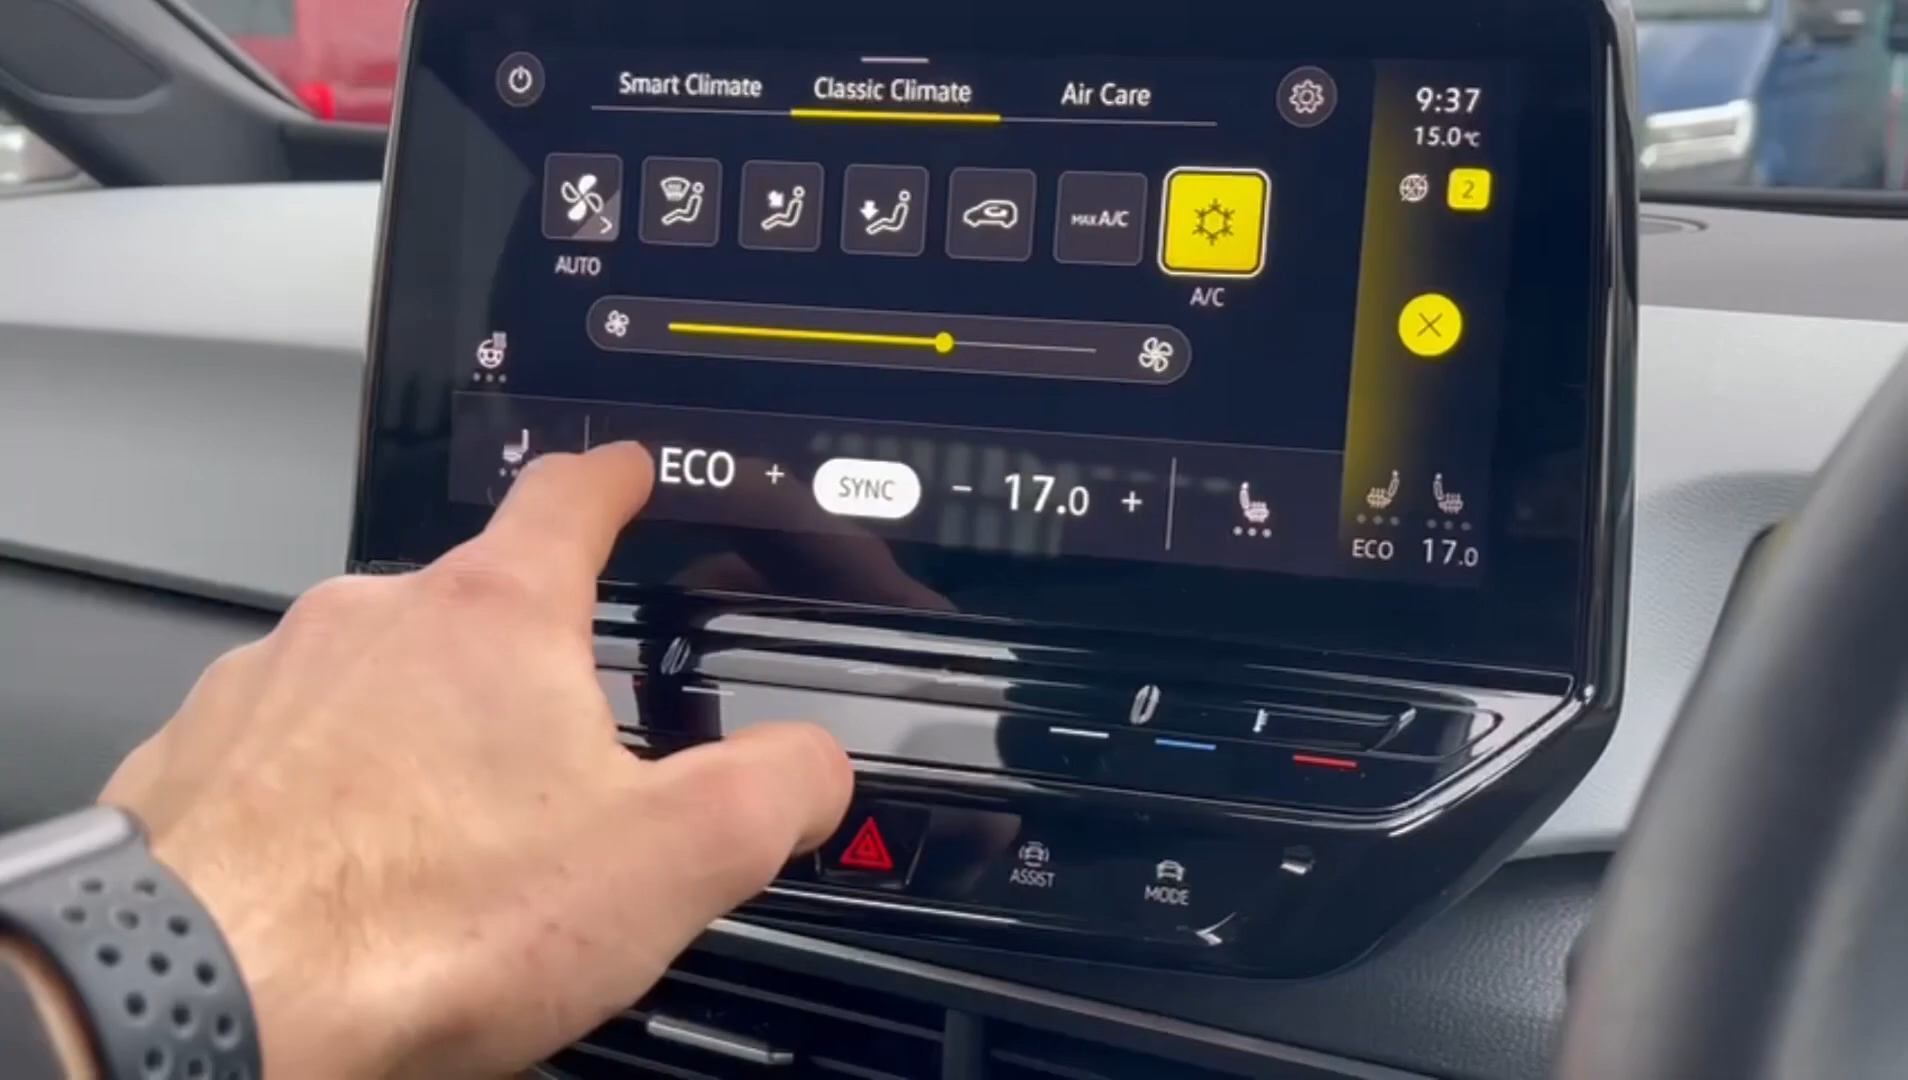 Smart Climate Classic Climate Air Care
9:37
15.0°C
2
MAX A/C
AUTO
A/C
ECO + SYNC - 17.0 +
ECO 17.0
ASSIST
MODE